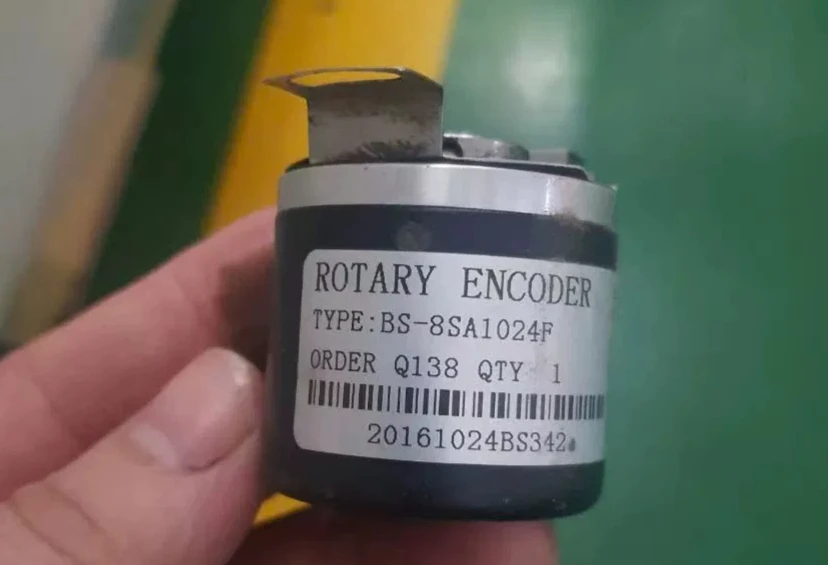 ROTARY ENCODER
TYPE:BS-8SA1024F
ORDER Q138 QTY 1
20161024BS342